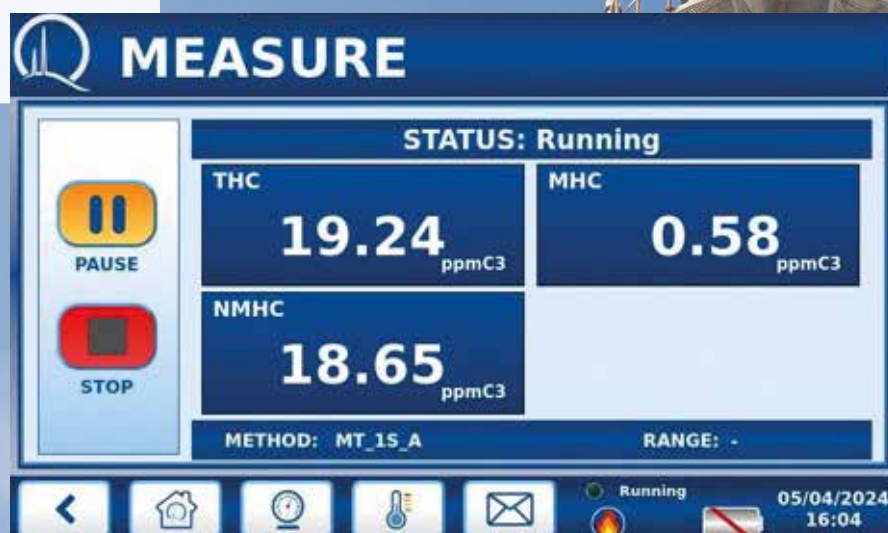 MEASURE
STATUS: Running
THC
19.24 ppmC3
MHC
0.58 ppmC3
NMHC
18.65 ppmC3
PAUSE
STOP
METHOD: MT_1S_A
RANGE: -
Running
05/04/2024
16:04